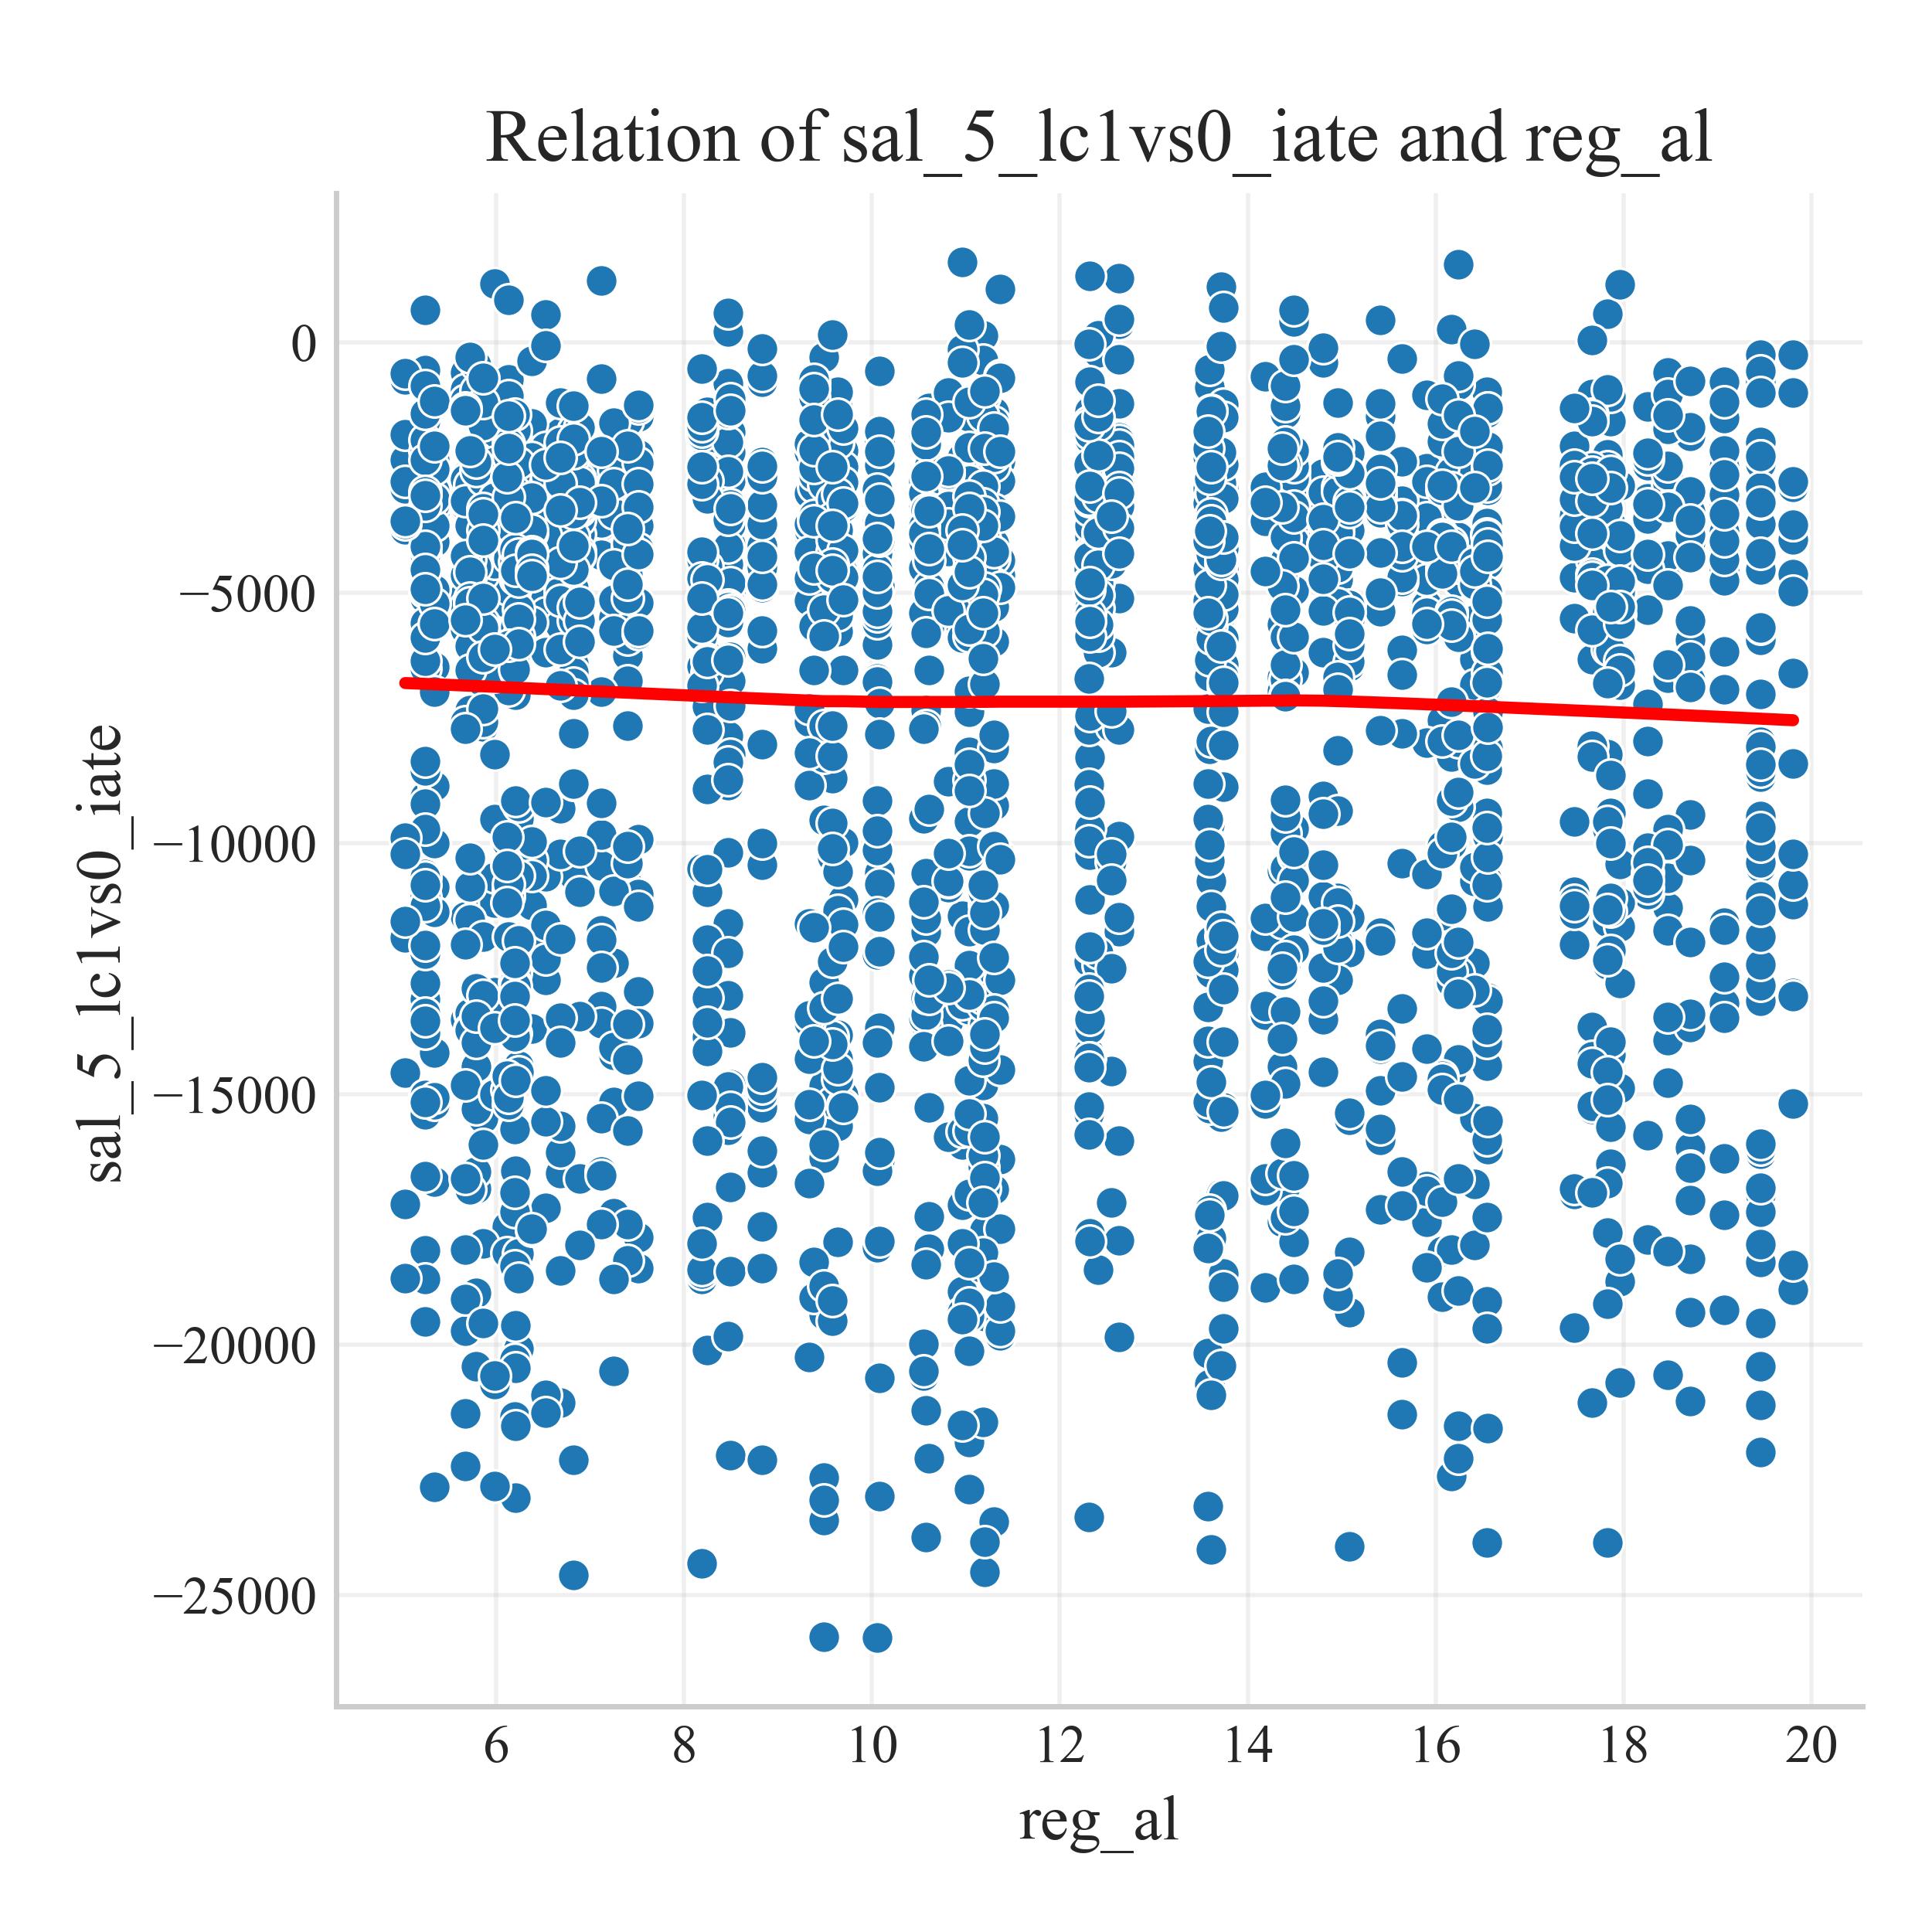 Relation of sal_5_lc1vs0_iate and reg_al
sal_5_lc1vs0_iate
0
−5000
−10000
−15000
−20000
−25000
6 8 10 12 14 16 18 20
reg_al